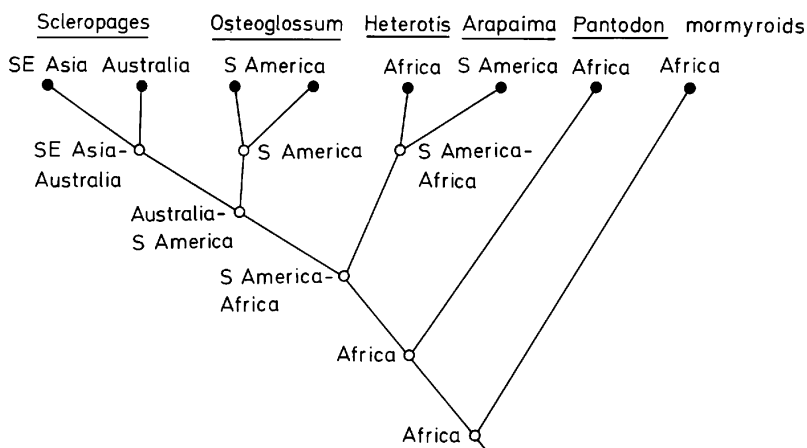 Scleropages Osteoglossum Heterotis Arapaima Pantodon mormyroids
SE Asia Australia S America Africa S America Africa Africa
SE Asia-
Australia
S America
S America-
Africa
Australia-
S America
S America-
Africa
Africa
Africa